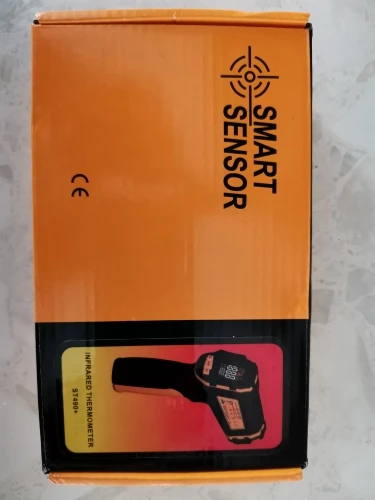 SMART
SENSOR
CE
INFRARED THERMOMETER
ST490+